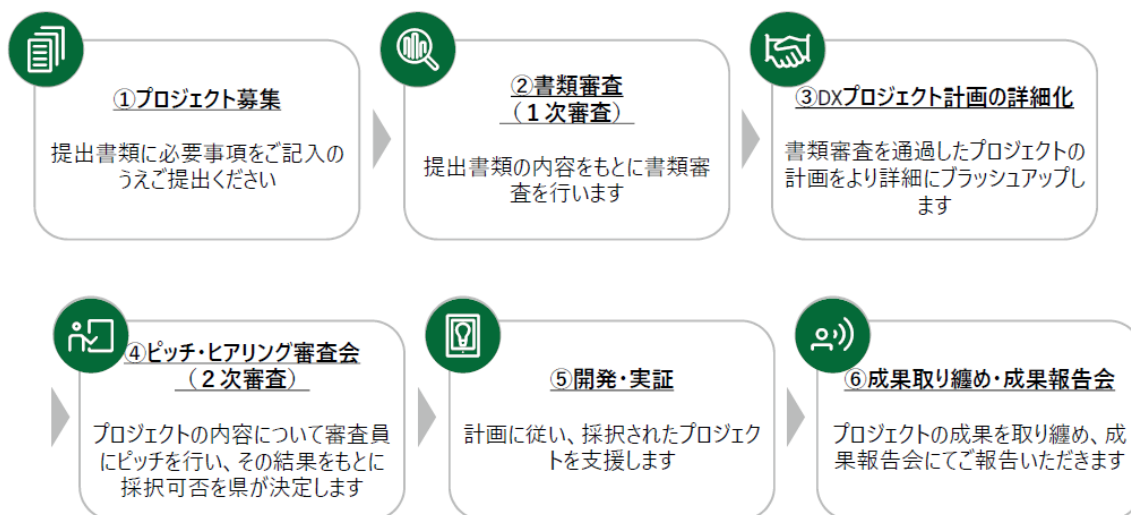 ①プロジェクト募集
提出書類に必要事項をご記入の
うえご提出ください
②書類審査
（１次審査）
提出書類の内容をもとに書類審
査を行います
③DXプロジェクト計画の詳細化
書類審査を通過したプロジェクトの
計画をより詳細にブラッシュアップし
ます
④ピッチ・ヒアリング審査会
（２次審査）
プロジェクトの内容について審査員
にピッチを行い、その結果をもとに
採択可否を県が決定します
⑤開発・実証
計画に従い、採択されたプロジェク
トを支援します
⑥成果取り纏め・成果報告会
プロジェクトの成果を取り纏め、成
果報告会にてご報告いただきます